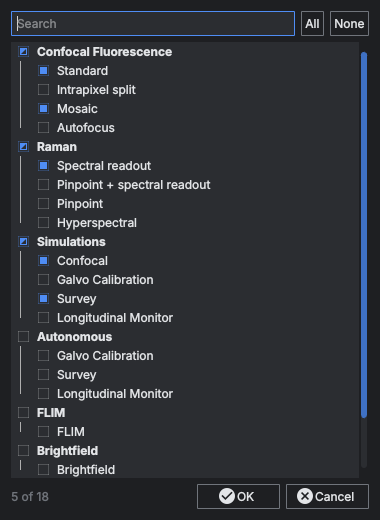 Search
All
None
Confocal Fluorescence
Standard
Intrapixel split
Mosaic
Autofocus
Raman
Spectral readout
Pinpoint + spectral readout
Pinpoint
Hyperspectral
Simulations
Confocal
Galvo Calibration
Survey
Longitudinal Monitor
Autonomous
Galvo Calibration
Survey
Longitudinal Monitor
FLIM
FLIM
Brightfield
Brightfield
5 of 18
OK
Cancel